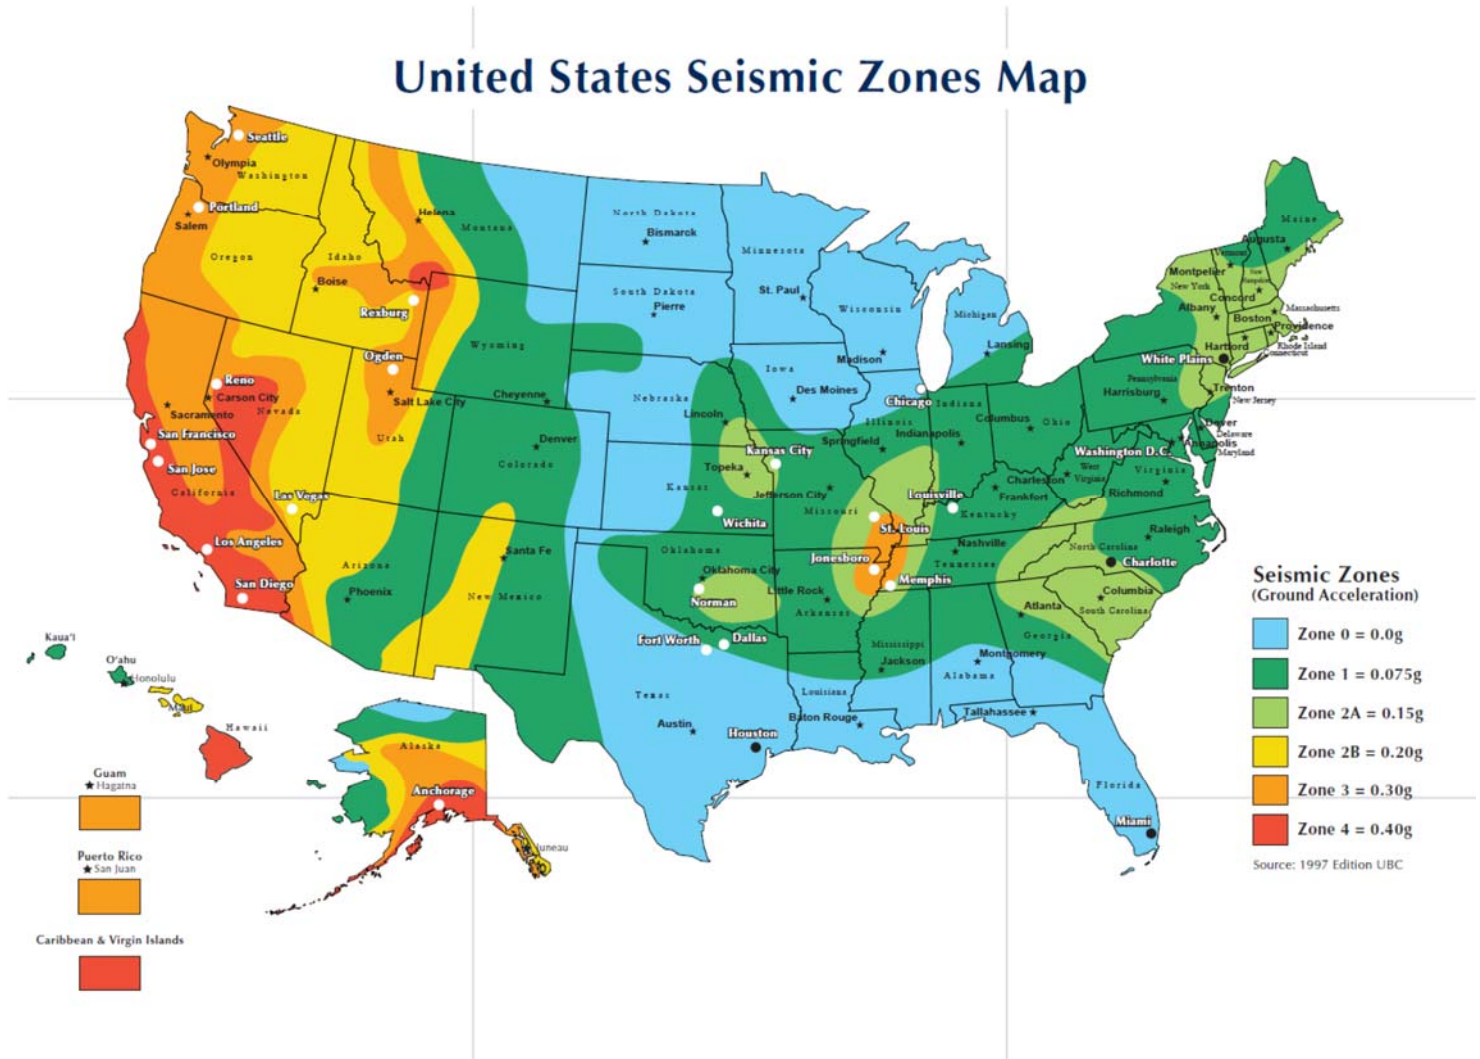 United States Seismic Zones Map
Seattle
Olympia
Washington
Portland
Salem
Oregon
Idaho
Boise
Helena
Montana
Rexburg
Ogden
Salt Lake City
Utah
Reno
Carson City
Nevada
Sacramento
San Francisco
San Jose
California
Las Vegas
Los Angeles
San Diego
Arizona
Phoenix
Wyoming
Cheyenne
Denver
Colorado
Santa Fe
New Mexico
North Dakota
Bismarck
South Dakota
Pierre
Nebraska
Lincoln
Topeka
Kansas
Wichita
Kansas City
Oklahoma
Oklahoma City
Norman
Fort Worth
Dallas
Texas
Austin
Houston
Minnesota
St. Paul
Wisconsin
Madison
Iowa
Des Moines
Michigan
Lansing
Chicago
Illinois
Springfield
Indiana
Indianapolis
Jefferson City
Missouri
St. Louis
Jonesboro
Memphis
Little Rock
Arkansas
Louisville
Kentucky
Frankfort
Nashville
Tennessee
Mississippi
Jackson
Louisiana
Baton Rouge
Alabama
Montgomery
Georgia
Atlanta
Tallahassee
Florida
Miami
Columbus
Ohio
Charleston
West
Virginia
Washington D.C.
Virginia
Richmond
Raleigh
North Carolina
Charlotte
Columbia
South Carolina
Maine
Augusta
Vermont
Montpelier
New
Hampshire
New York
Concord
Albany
Massachusetts
Boston
Providence
Rhode Island
Hartford
Connecticut
White Plains
Pennsylvania
Harrisburg
Trenton
New Jersey
Dover
Delaware
Annapolis
Maryland
Kaua'I
O'ahu
Honolulu
Maui
Hawaii
Alaska
Anchorage
Juneau
Guam
Hagatna
Puerto Rico
San Juan
Caribbean & Virgin Islands
Seismic Zones
(Ground Acceleration)
Zone 0 = 0.0g
Zone 1 = 0.075g
Zone 2A = 0.15g
Zone 2B = 0.20g
Zone 3 = 0.30g
Zone 4 = 0.40g
Source: 1997 Edition UBC